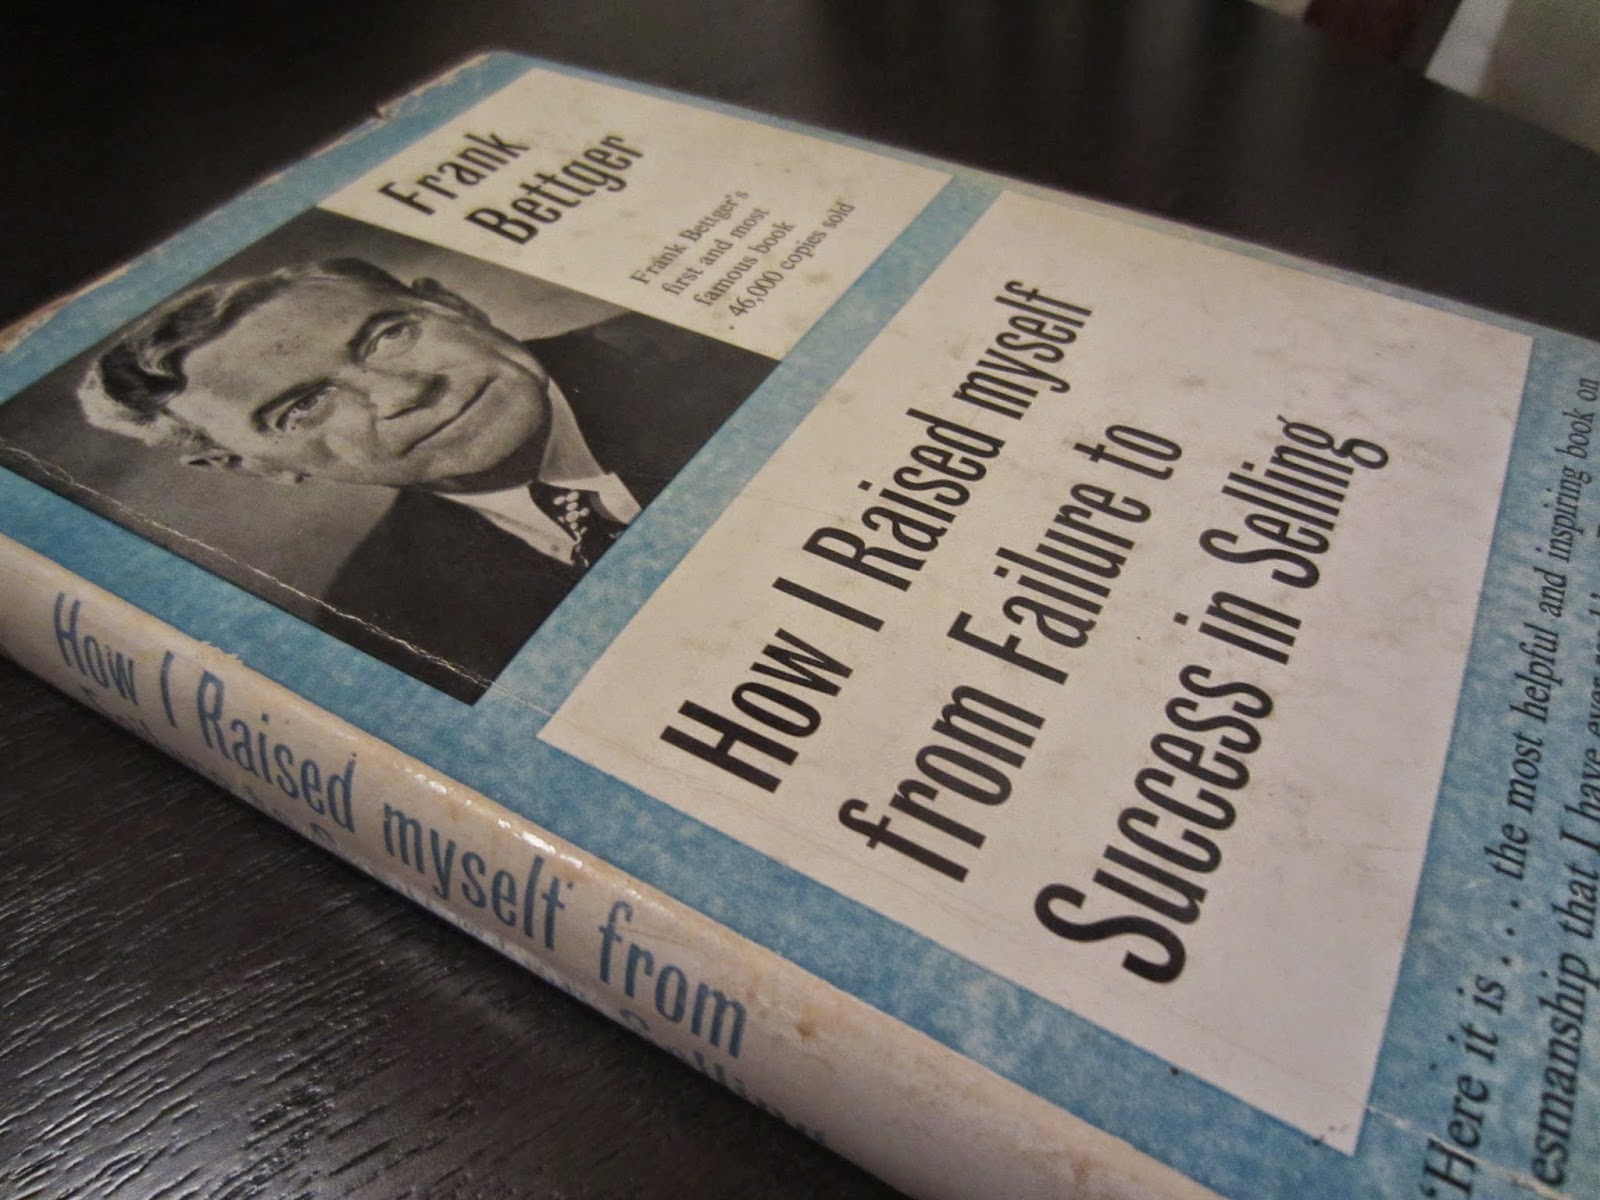 Frank
Bettger
Frank Bettger's
first and most
famous book
46,000 copies sold
How I Raised myself
from Failure to
Success in Selling
'Here it is . . . the most helpful and inspiring book on
esmanship that I have ever
How I Raised myself from